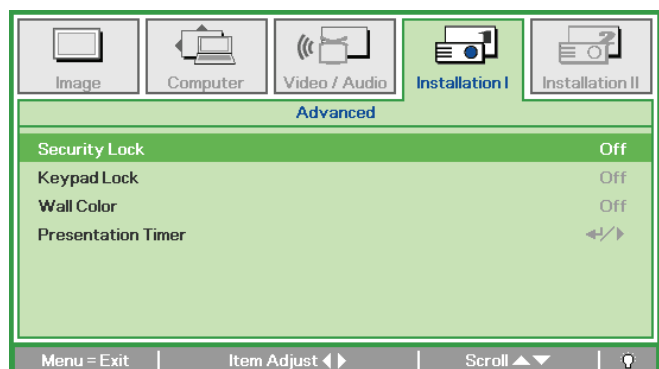 Image Computer Video / Audio Installation I Installation II
Advanced
Security Lock Off
Keypad Lock Off
Wall Color Off
Presentation Timer
Menu = Exit Item Adjust Scroll